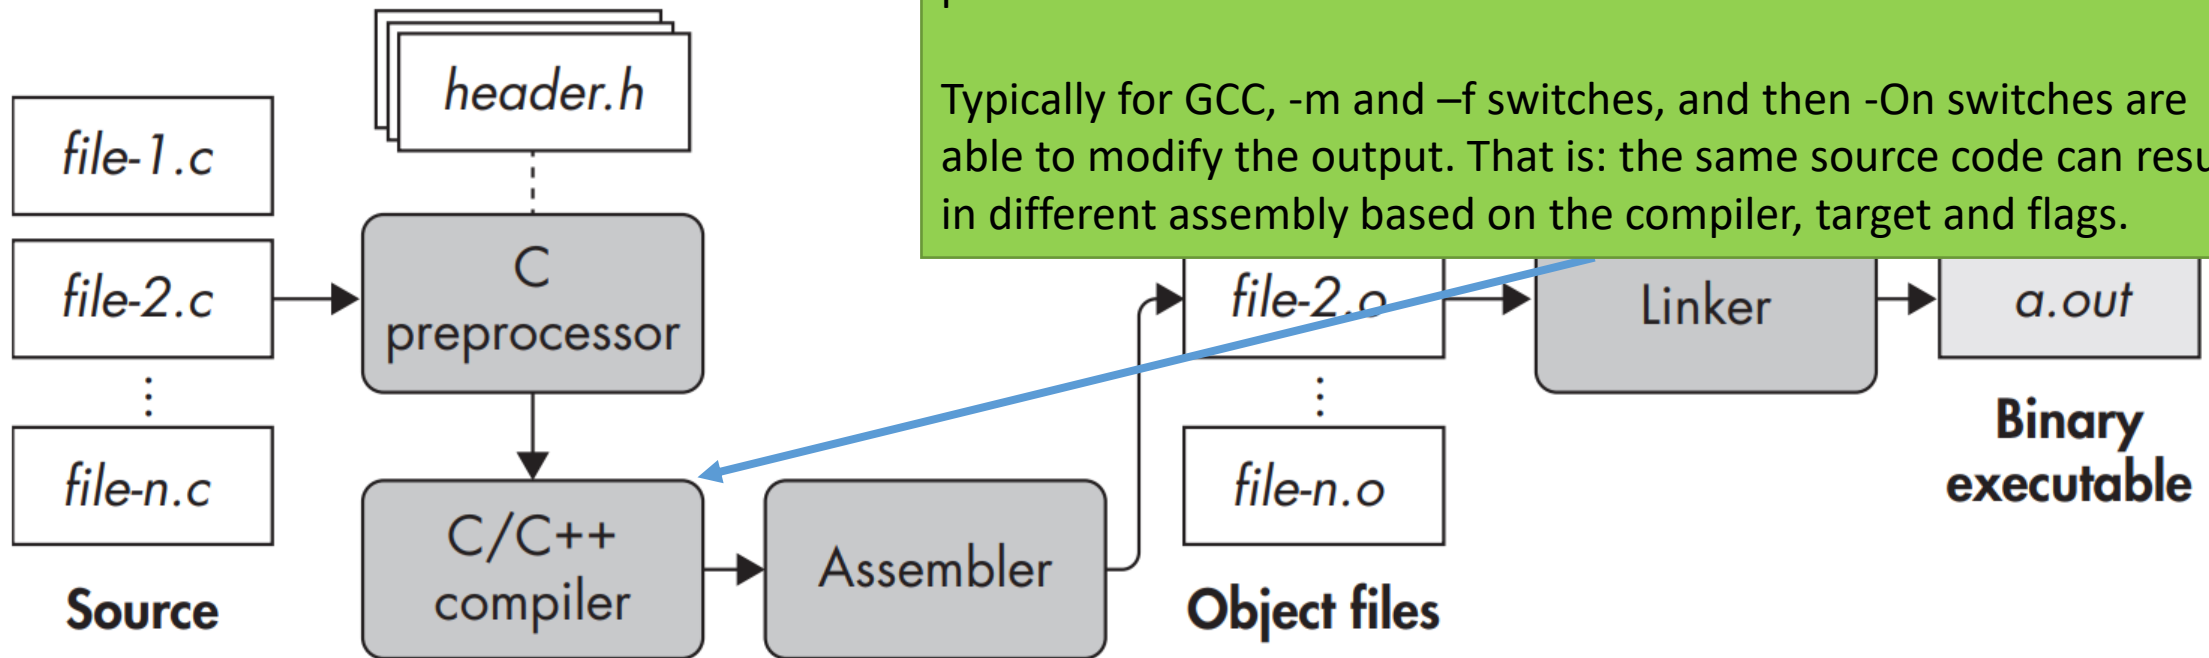 header.h
file-1.c
file-2.c
⋮
file-n.c
Source
C
preprocessor
C/C++
compiler
Assembler
Typically for GCC, -m and –f switches, and then -On switches are
able to modify the output. That is: the same source code can
in different assembly based on the compiler, target and flags.
file-2.o
⋮
file-n.o
Object files
Linker
a.out
Binary
executable